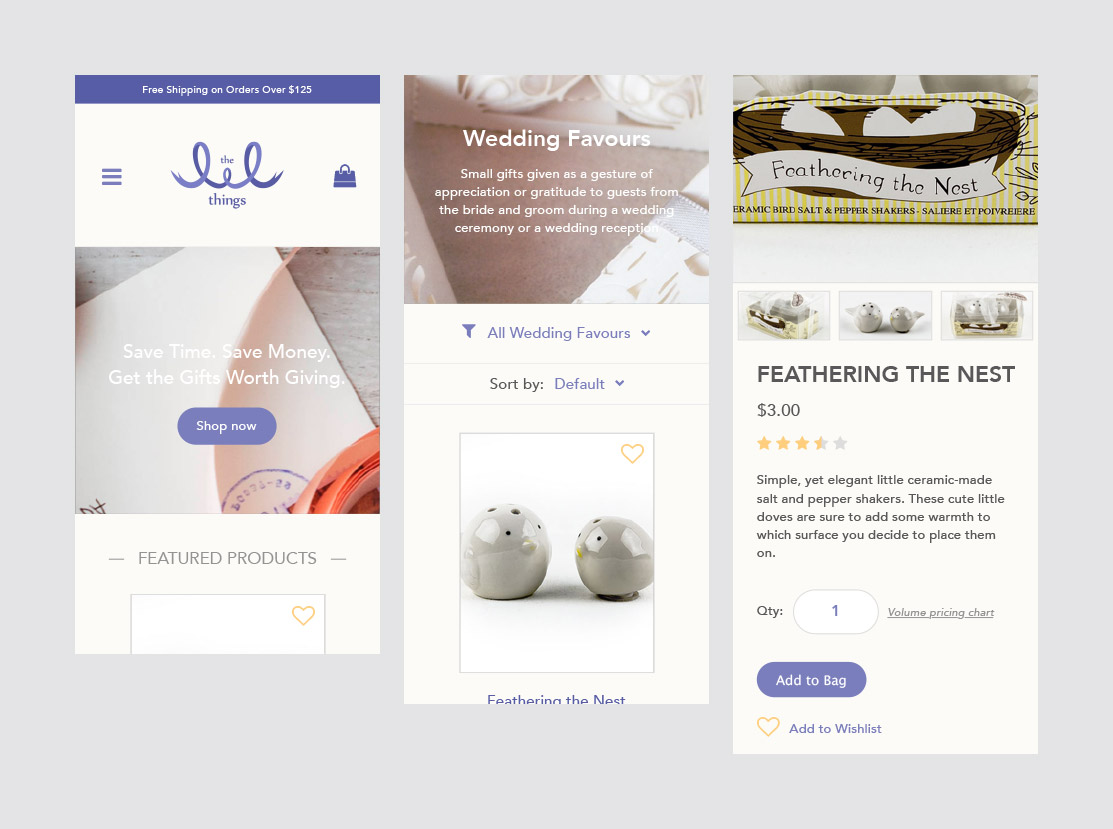 Free Shipping on Orders Over $125
the
lil
things
Save Time. Save Money.
Get the Gifts Worth Giving.
Shop now
FEATURED PRODUCTS
Wedding Favours
Small gifts given as a gesture of
appreciation or gratitude to guests from
the bride and groom during a wedding
ceremony or a wedding reception
All Wedding Favours
Sort by: Default
Feathering the Nest
Feathering the Nest
ERAMIC BIRD SALT & PEPPER SHAKERS - SALIERE ET POIVREIERE
FEATHERING THE NEST
$3.00
Simple, yet elegant little ceramic-made
salt and pepper shakers. These cute little
doves are sure to add some warmth to
which surface you decide to place them
on.
Qty: 1 Volume pricing chart
Add to Bag
Add to Wishlist